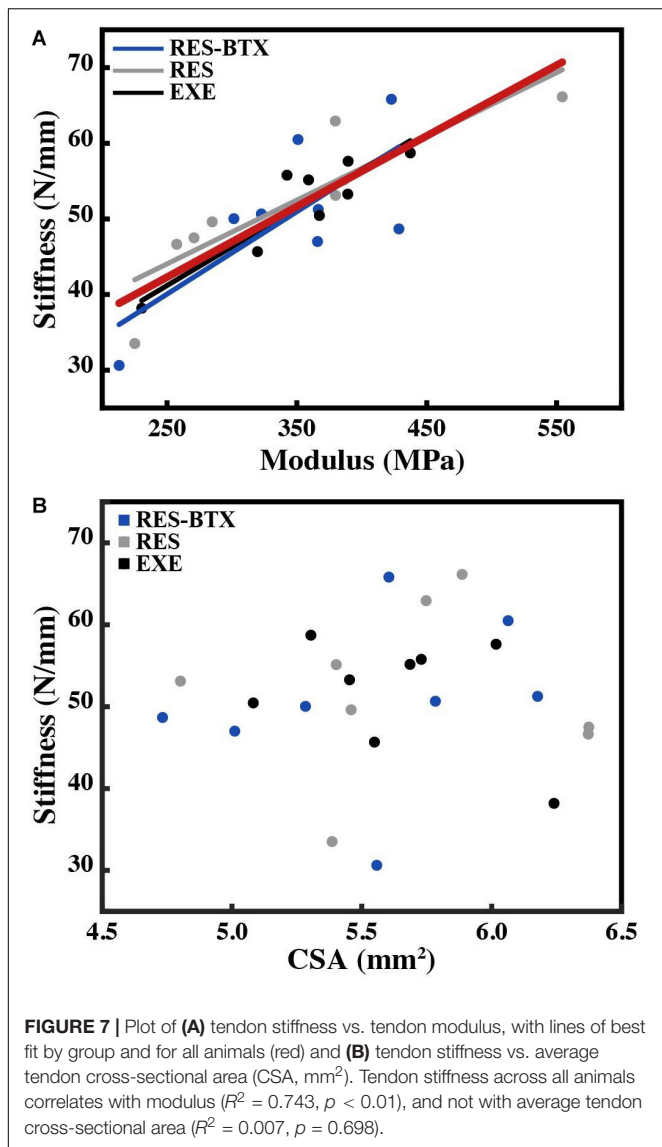 A
RES-BTX
RES
EXE
70
60
50
40
30
Stiffness (N/mm)
250 350 450 550
Modulus (MPa)
B
RES-BTX
RES
EXE
70
60
50
40
30
Stiffness (N/mm)
4.5 5.0 5.5 6.0 6.5
CSA (mm²)
FIGURE 7 | Plot of (A) tendon stiffness vs. tendon modulus, with lines of best
fit by group and for all animals (red) and (B) tendon stiffness vs. average
tendon cross-sectional area (CSA, mm²). Tendon stiffness across all animals
correlates with modulus (R² = 0.743, p < 0.01), and not with average tendon
cross-sectional area (R² = 0.007, p = 0.698).